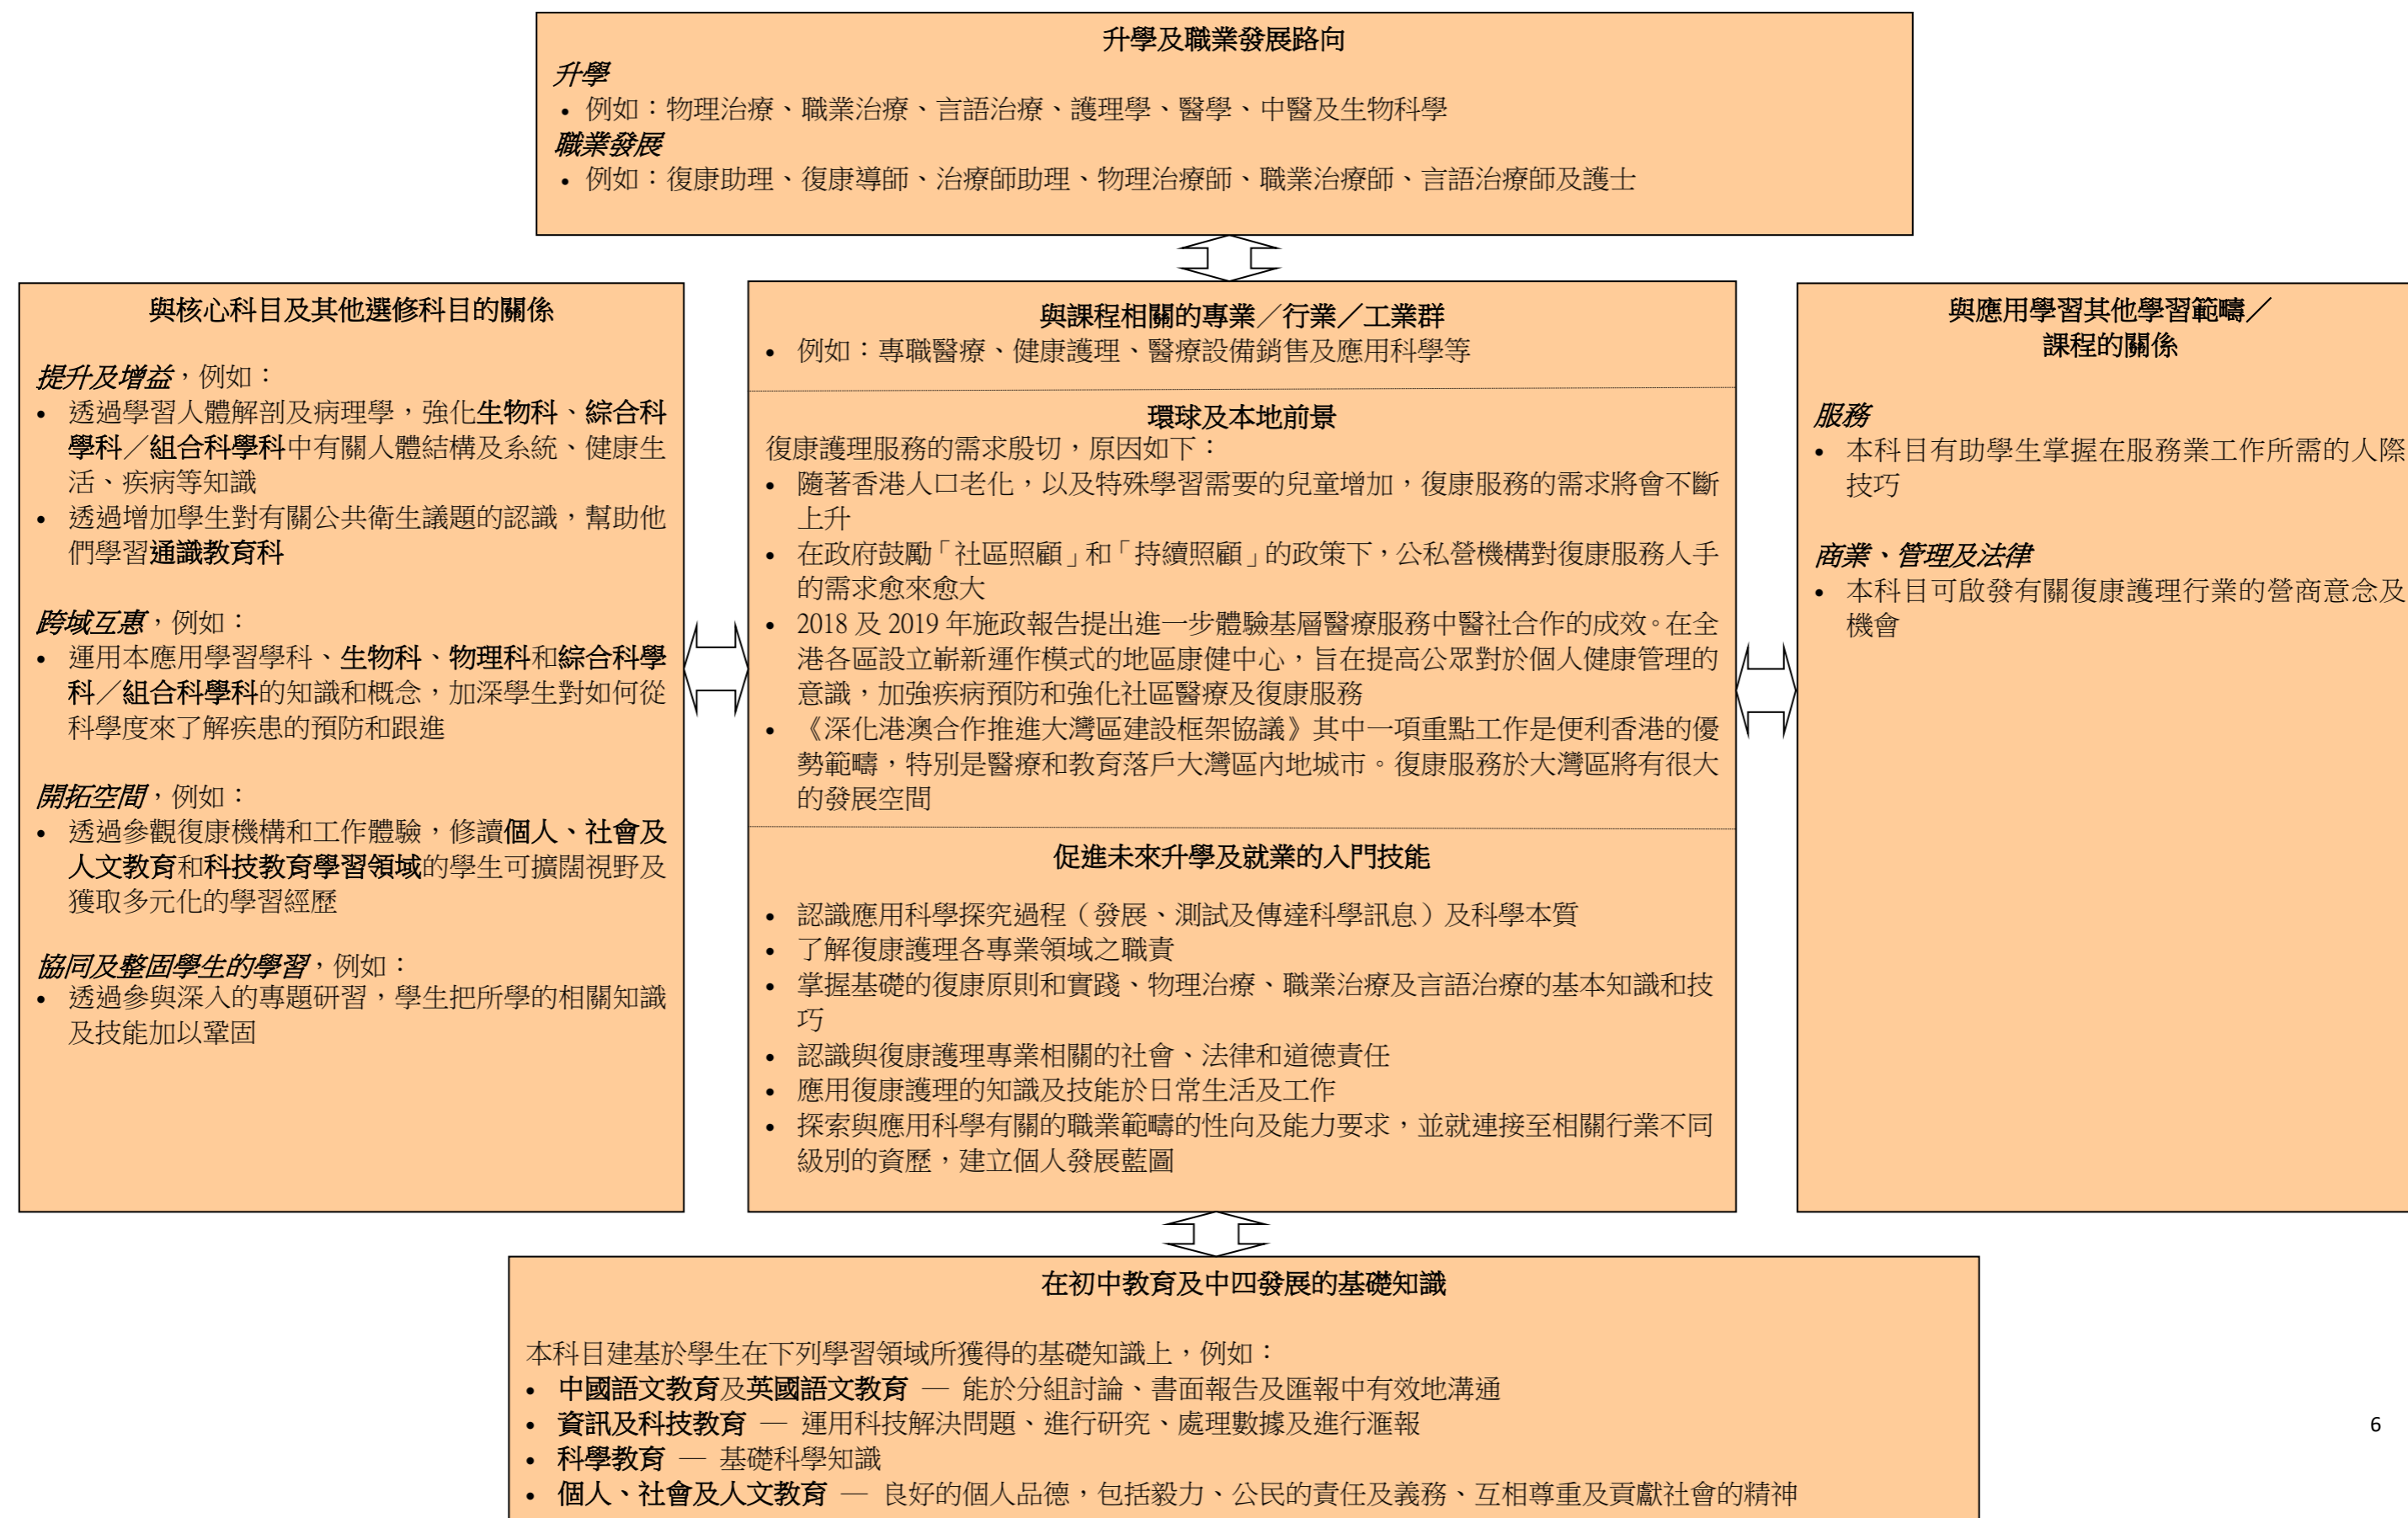 升學及職業發展路向
升學
• 例如：物理治療、職業治療、言語治療、護理學、醫學、中醫及生物科學
職業發展
• 例如：復康助理、復康導師、治療師助理、物理治療師、職業治療師、言語治療師及護士
與核心科目及其他選修科目的關係
提升及增益，例如：
• 透過學習人體解剖及病理學，強化生物科、綜合科
學科／組合科學科中有關人體結構及系統、健康生
活、疾病等知識
• 透過增加學生對有關公共衛生議題的認識，幫助他
們學習通識教育科
跨域互惠，例如：
• 運用本應用學習學科、生物科、物理科和綜合科學
科／組合科學科的知識和概念，加深學生對如何從
科學度來了解疾患的預防和跟進
開拓空間，例如：
• 透過參觀復康機構和工作體驗，修讀個人、社會及
人文教育和科技教育學習領域的學生可擴闊視野及
獲取多元化的學習經歷
協同及整固學生的學習，例如：
• 透過參與深入的專題研習，學生把所學的相關知識
及技能加以鞏固
與課程相關的專業／行業／工業群
• 例如：專職醫療、健康護理、醫療設備銷售及應用科學等
環球及本地前景
復康護理服務的需求殷切，原因如下：
• 隨著香港人口老化，以及特殊學習需要的兒童增加，復康服務的需求將會不斷
上升
• 在政府鼓勵「社區照顧」和「持續照顧」的政策下，公私營機構對復康服務人手
的需求愈來愈大
• 2018 及 2019 年施政報告提出進一步體驗基層醫療服務中醫社合作的成效。在全
港各區設立嶄新運作模式的地區康健中心，旨在提高公眾對於個人健康管理的
意識，加強疾病預防和強化社區醫療及復康服務
• 《深化港澳合作推進大灣區建設框架協議》其中一項重點工作是便利香港的優
勢範疇，特別是醫療和教育落戶大灣區內地城市。復康服務於大灣區將有很大
的發展空間
促進未來升學及就業的入門技能
• 認識應用科學探究過程（發展、測試及傳達科學訊息）及科學本質
• 了解復康護理各專業領域之職責
• 掌握基礎的復康原則和實踐、物理治療、職業治療及言語治療的基本知識和技
巧
• 認識與復康護理專業相關的社會、法律和道德責任
• 應用復康護理的知識及技能於日常生活及工作
• 探索與應用科學有關的職業範疇的性向及能力要求，並就連接至相關行業不同
級別的資歷，建立個人發展藍圖
與應用學習其他學習範疇／
課程的關係
服務
• 本科目有助學生掌握在服務業工作所需的人際
技巧
商業、管理及法律
• 本科目可啟發有關復康護理行業的營商意念及
機會
在初中教育及中四發展的基礎知識
本科目建基於學生在下列學習領域所獲得的基礎知識上，例如：
• 中國語文教育及英國語文教育 — 能於分組討論、書面報告及匯報中有效地溝通
• 資訊及科技教育 — 運用科技解決問題、進行研究、處理數據及進行滙報
• 科學教育 — 基礎科學知識
• 個人、社會及人文教育 — 良好的個人品德，包括毅力、公民的責任及義務、互相尊重及貢獻社會的精神
6